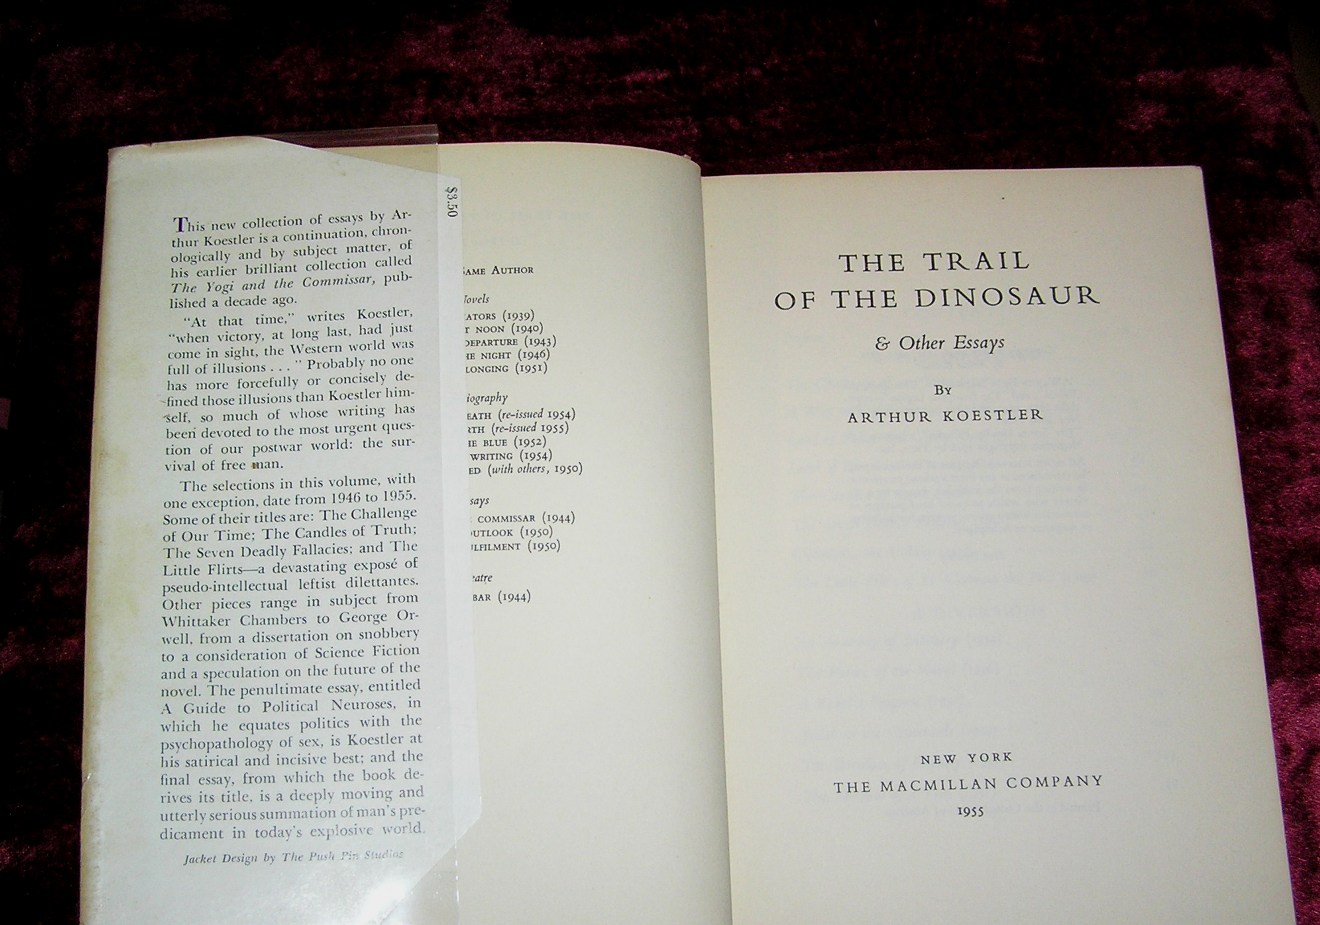 This new collection of essays by Ar-
thur Koestler is a continuation, chron-
ologically and by subject matter, of
his earlier brilliant collection called
The Yogi and the Commissar, pub-
lished a decade ago.
"At that time," writes Koestler,
"when victory, at long last, had just
come in sight, the Western world was
full of illusions . . . " Probably no one
has more forcefully or concisely de-
fined those illusions than Koestler him-
self, so much of whose writing has
been devoted to the most urgent ques-
tion of our postwar world: the sur-
vival of free man.
The selections in this volume, with
one exception, date from 1946 to 1955.
Some of their titles are: The Challenge
of Our Time; The Candles of Truth;
The Seven Deadly Fallacies; and The
Little Flirts—a devastating exposé of
pseudo-intellectual leftist dilettantes.
Other pieces range in subject from
Whittaker Chambers to George Or-
well, from a dissertation on snobbery
to a consideration of Science Fiction
and a speculation on the future of the
novel. The penultimate essay, entitled
A Guide to Political Neuroses, in
which he equates politics with the
psychopathology of sex, is Koestler at
his satirical and incisive best; and the
final essay, from which the book de-
rives its title, is a deeply moving and
utterly serious summation of man's pre-
dicament in today's explosive world.
Jacket Design by The Push Pin Studios
$3.50
SAME AUTHOR
ovels
ATORS (1939)
T NOON (1940)
DEPARTURE (1943)
HE NIGHT (1946)
LONGING (1951)
iography
EATH (re-issued 1954)
RTH (re-issued 1955)
HE BLUE (1952)
WRITING (1954)
ED (with others, 1950)
says
COMMISSAR (1944)
OUTLOOK (1950)
LFILMENT (1950)
atre
BAR (1944)
THE TRAIL
OF THE DINOSAUR
& Other Essays
BY
ARTHUR KOESTLER
NEW YORK
THE MACMILLAN COMPANY
1955